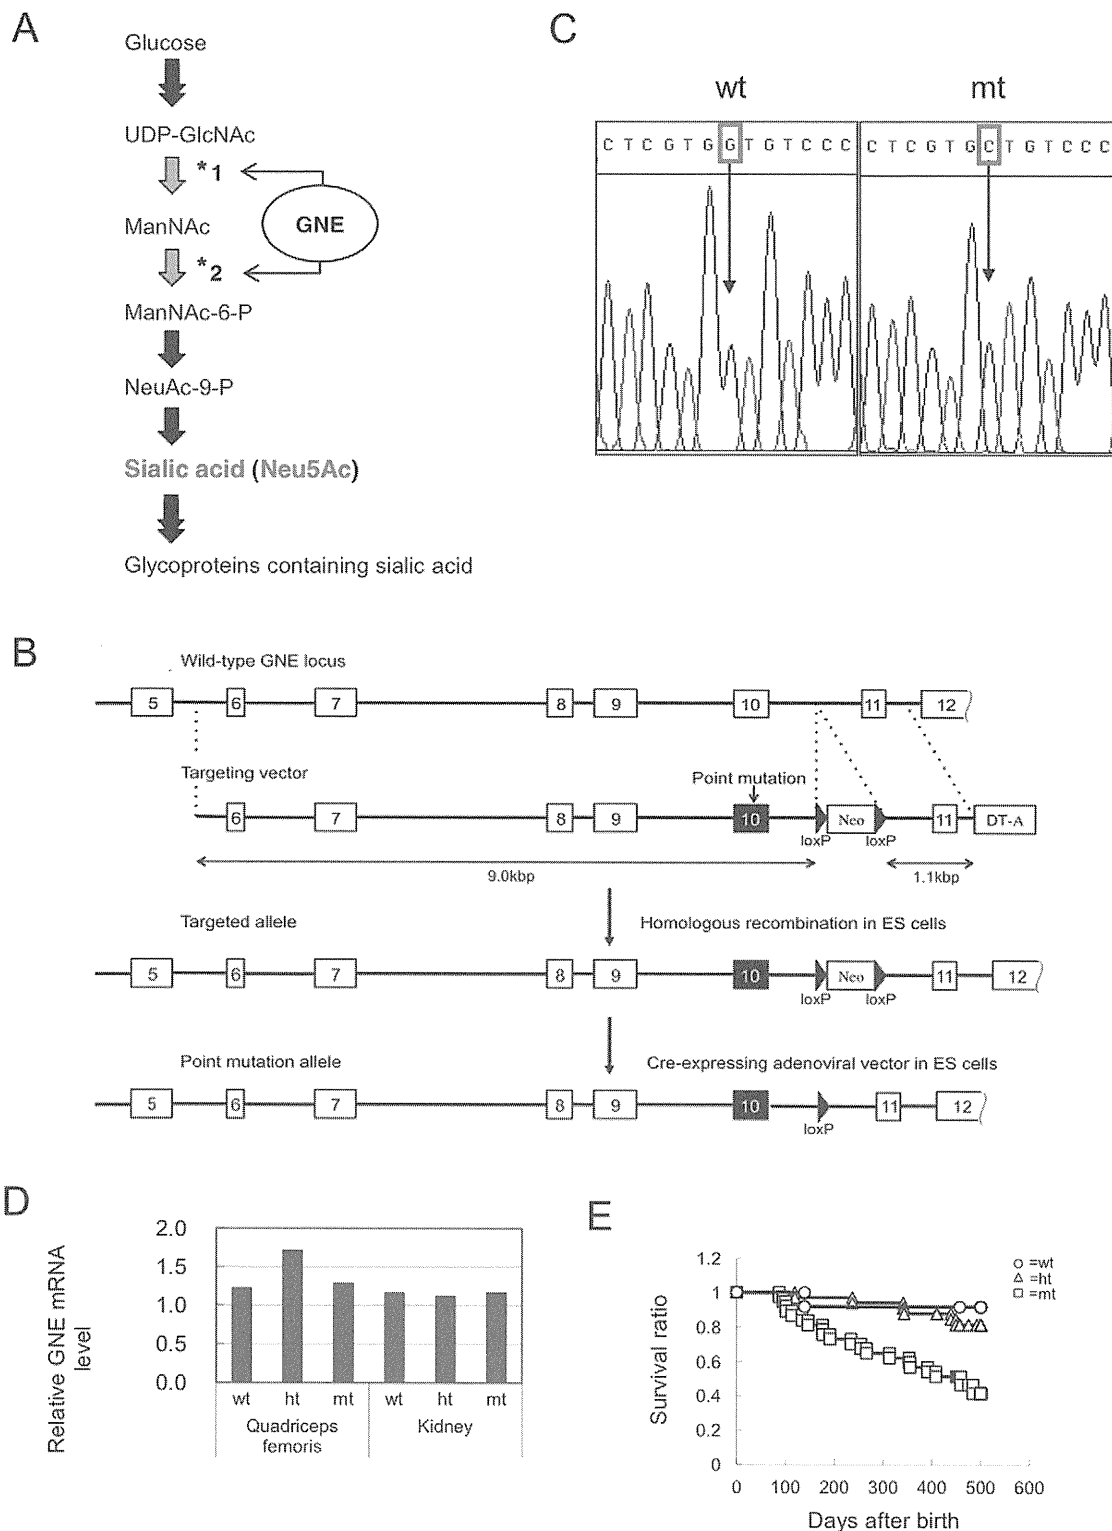 A
Glucose
UDP-GlcNAc
*1
ManNAc
GNE
*2
ManNAc-6-P
NeuAc-9-P
Sialic acid (Neu5Ac)
Glycoproteins containing sialic acid
C
wt mt
C T C G T G G T G T C C C C T C G T G C T G T C C C
B
Wild-type GNE locus
5 6 7 8 9 10 11 12
Targeting vector
Point mutation
6 7 8 9 10 Neo 11 DT-A
loxP loxP
9.0kbp 1.1kbp
Targeted allele Homologous recombination in ES cells
5 6 7 8 9 10 Neo 11 12
loxP loxP
Point mutation allele Cre-expressing adenoviral vector in ES cells
5 6 7 8 9 10 11 12
loxP
D
Relative GNE mRNA
level
2.0
1.5
1.0
0.5
0.0
wt ht mt wt ht mt
Quadriceps
femoris
Kidney
E
Survival ratio
1.2
1
0.8
0.6
0.4
0.2
0
=wt
=ht
=mt
0 100 200 300 400 500 600
Days after birth